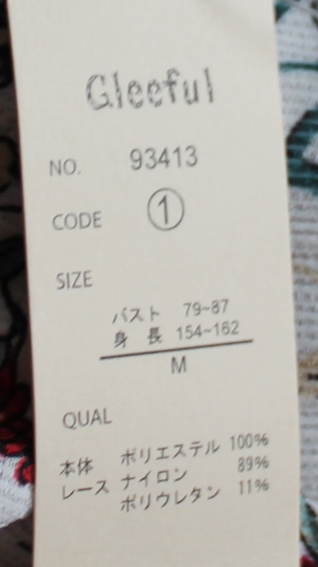 Gleeful
NO. 93413
CODE ①
SIZE
バスト 79~87
身長 154~162
M
QUAL
本体 ポリエステル 100%
レース ナイロン 89%
ポリウレタン 11%